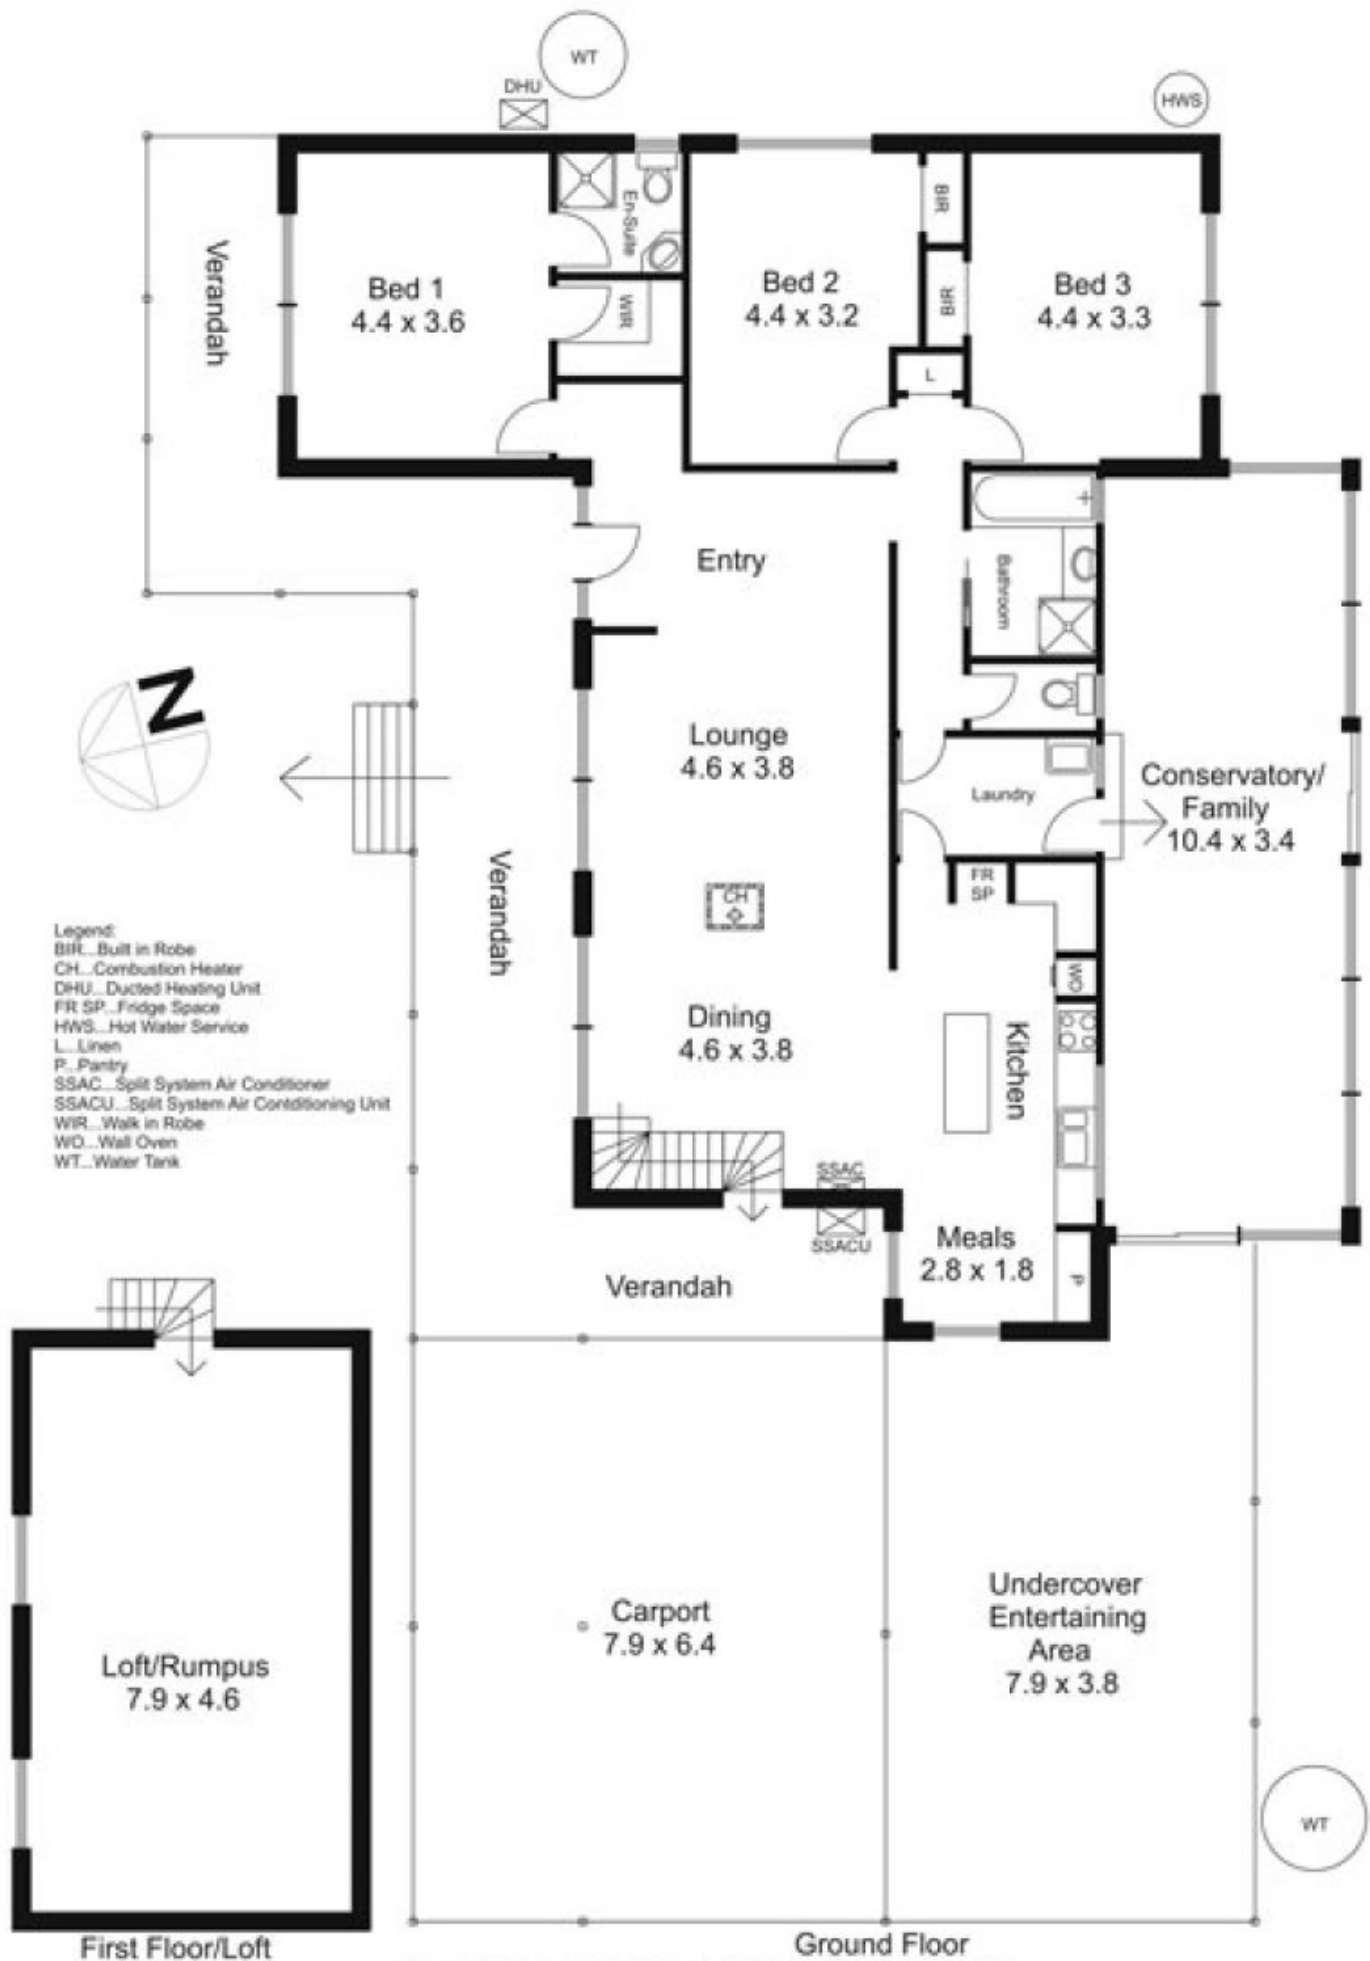 WT
DHU
HWS
Verandah
Bed 1
4.4 x 3.6
En-Suite
WIR
Bed 2
4.4 x 3.2
BIR
BIR
Bed 3
4.4 x 3.3
L
Entry
Bathroom
N
Lounge
4.6 x 3.8
Laundry
Conservatory/
Family
10.4 x 3.4
Verandah
CH
FR
SP
WO
Legend:
BIR...Built in Robe
CH...Combustion Heater
DHU...Ducted Heating Unit
FR SP...Fridge Space
HWS...Hot Water Service
L...Linen
P...Pantry
SSAC...Split System Air Conditioner
SSACU...Split System Air Contditioning Unit
WIR...Walk in Robe
WO...Wall Oven
WT...Water Tank
Dining
4.6 x 3.8
Kitchen
SSAC
SSACU
Meals
2.8 x 1.8
P
Verandah
Carport
7.9 x 6.4
Undercover
Entertaining
Area
7.9 x 3.8
Loft/Rumpus
7.9 x 4.6
WT
First Floor/Loft
Ground Floor